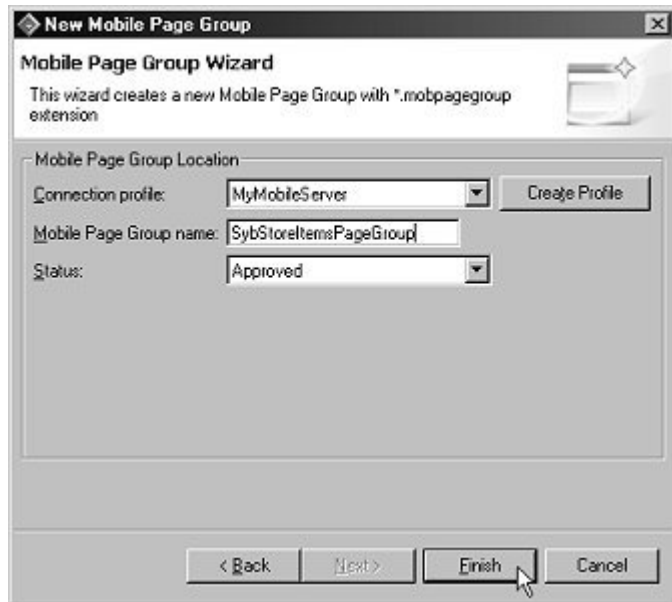 New Mobile Page Group
Mobile Page Group Wizard
This wizard creates a new Mobile Page Group with *.mobpagegroup
extension
Mobile Page Group Location
Connection profile: MyMobileServer Create Profile
Mobile Page Group name: SybStoreItemsPageGroup
Status: Approved
< Back Next > Finish Cancel